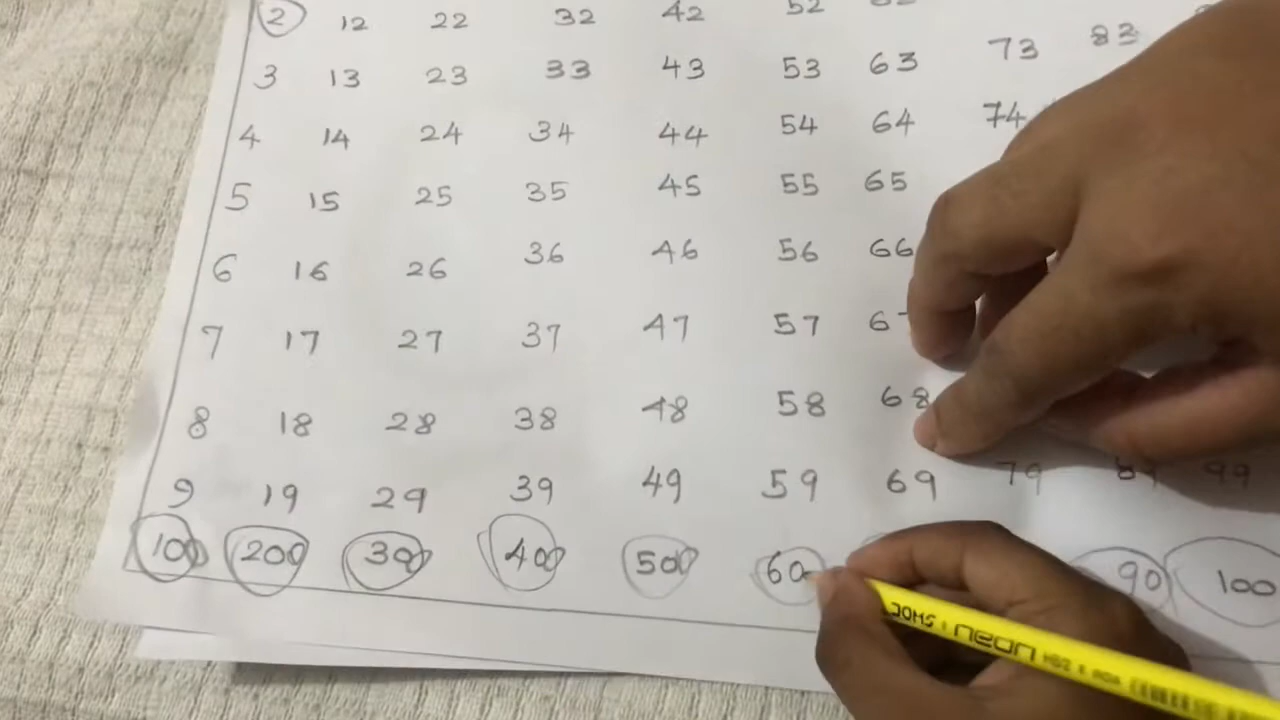 2 12 22 32 42 52
3 13 23 33 43 53 63 73 83
4 14 24 34 44 54 64 74
5 15 25 35 45 55 65
6 16 26 36 46 56 66
7 17 27 37 47 57
8 18 28 38 48 58 68
9 19 29 39 49 59 69 79 89 99
100 200 300 400 500 60 90 100
DOMS neon